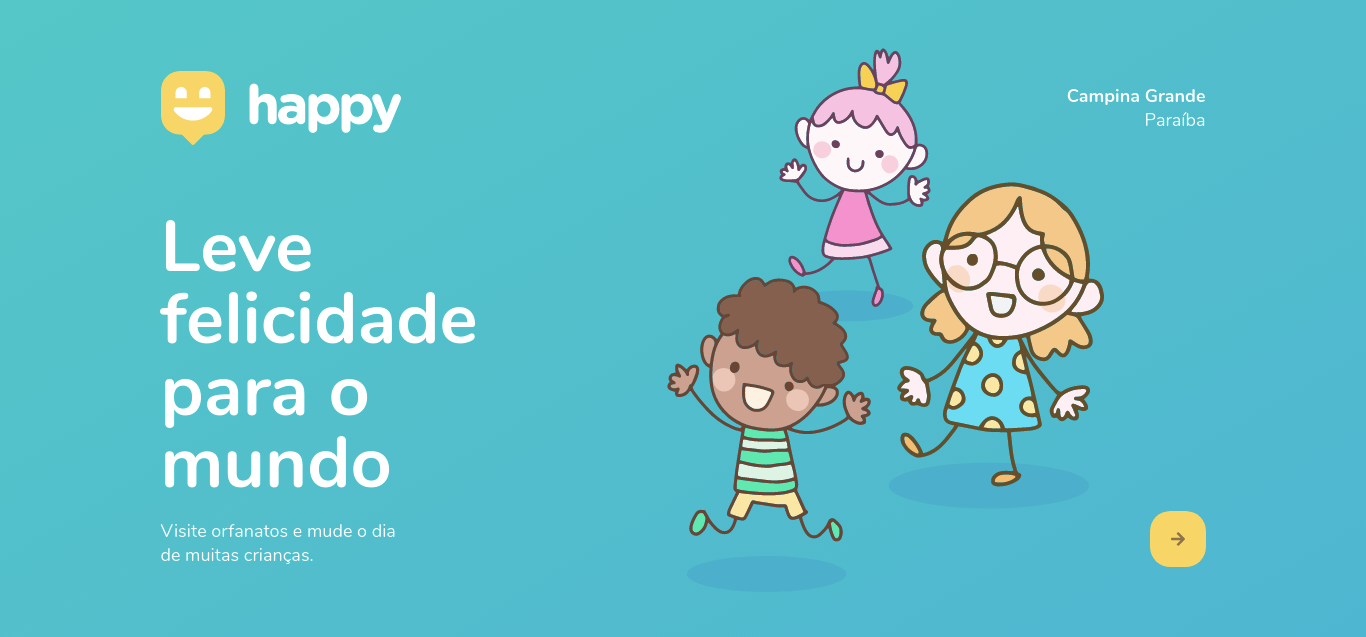 happy
Campina Grande
Paraíba
Leve
felicidade
para o
mundo
Visite orfanatos e mude o dia
de muitas crianças.